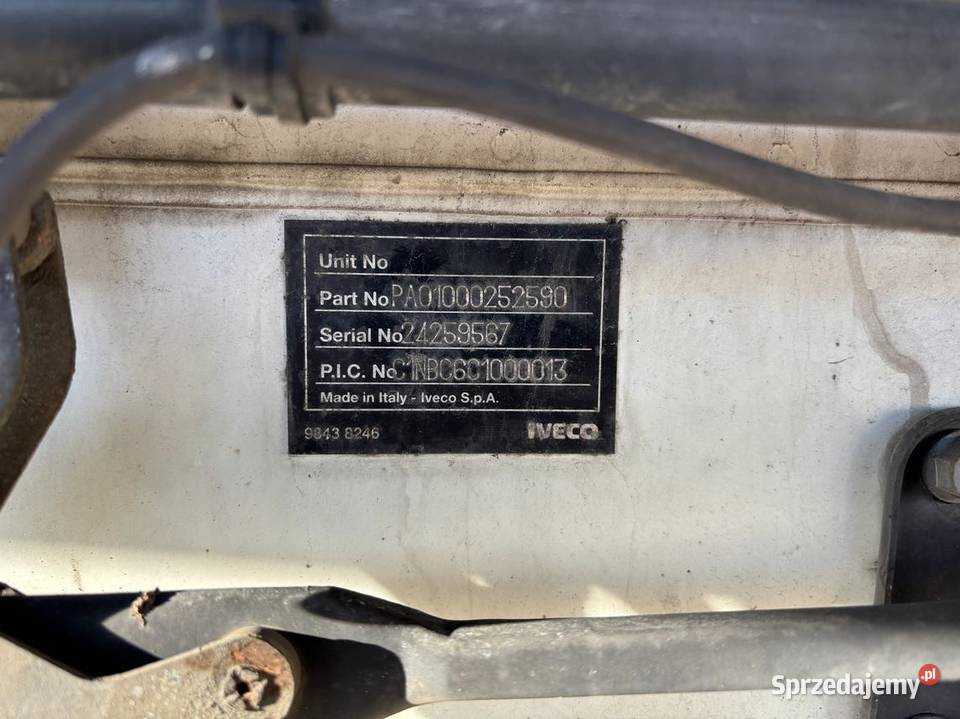 Unit No
Part No PA01000252590
Serial No 24259567
P.I.C. No C1NBC6C1000013
Made in Italy - Iveco S.p.A.
9843 8246 IVECO
Sprzedajemy.pl